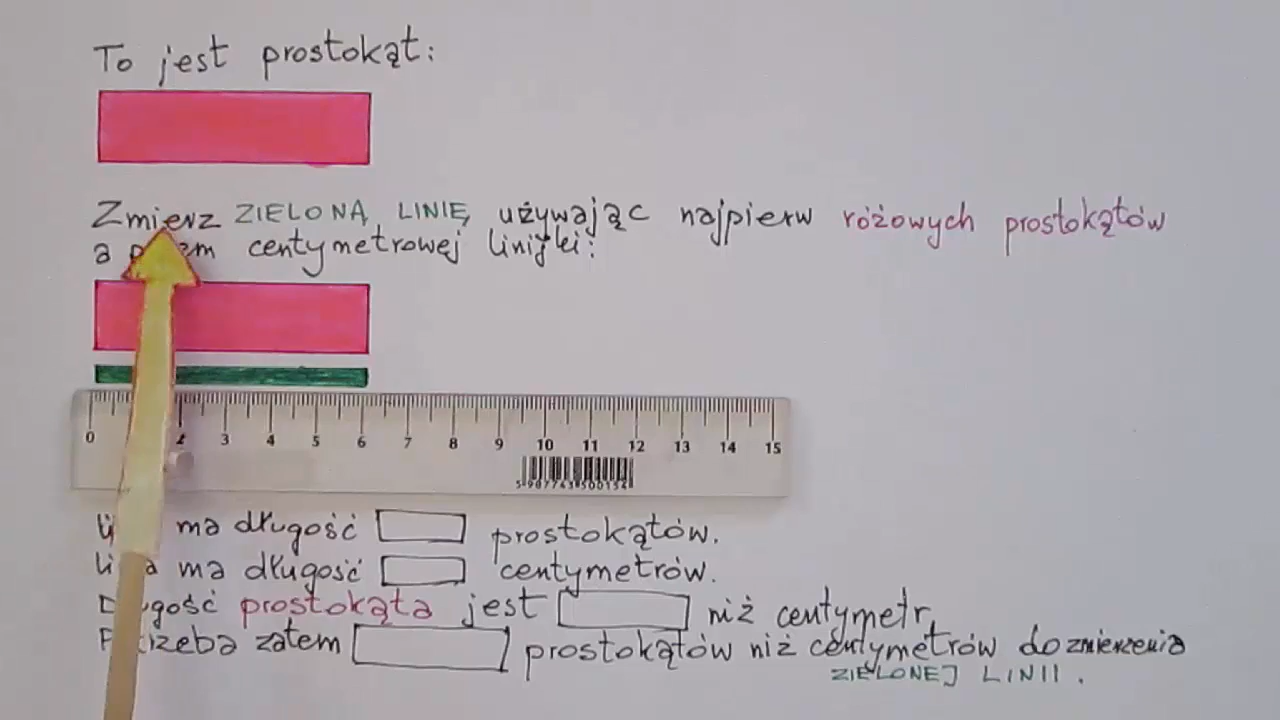 To jest prostokąt:
Zmierz ZIELONĄ LINIĘ używając najpierw różowych prostokątów
a centymetrowej linijki:
0 2 3 4 5 6 7 8 9 10 11 12 13 14 15
ma długość prostokątów.
ma długość centymetrów.
prostokąta jest niż centymetr,
zatem prostokątów niż centymetrów do zmierzenia
ZIELONEJ LINII.